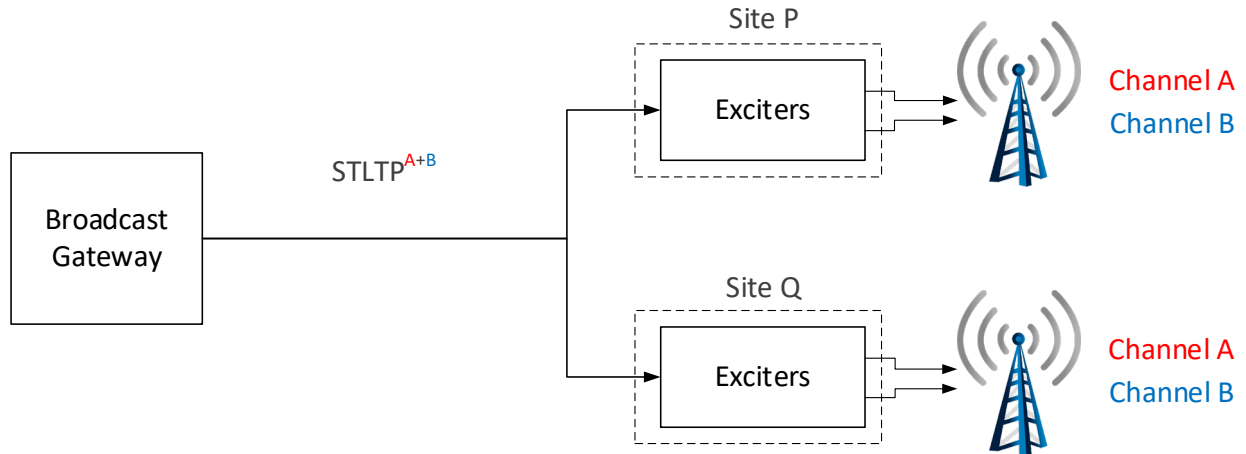 Site P
Exciters
Channel A
Channel B
STLTPA+B
Broadcast
Gateway
Site Q
Exciters
Channel A
Channel B